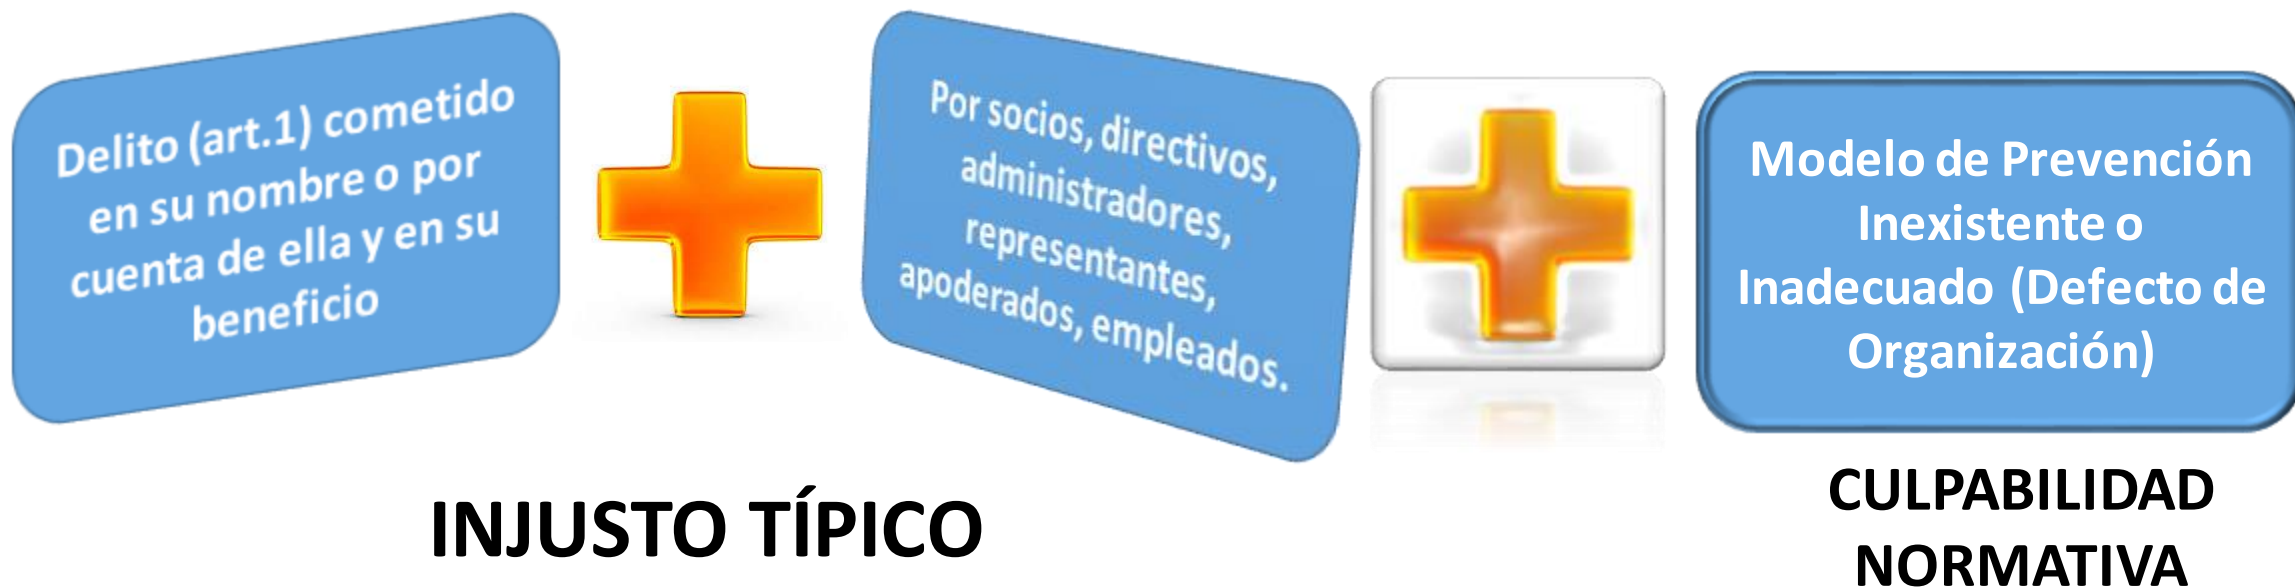 Delito (art.1) cometido
en su nombre o por
cuenta de ella y en su
beneficio
Por socios, directivos,
administradores,
representantes,
apoderados, empleados.
Modelo de Prevención
Inexistente o
Inadecuado (Defecto de
Organización)
INJUSTO TÍPICO
CULPABILIDAD
NORMATIVA